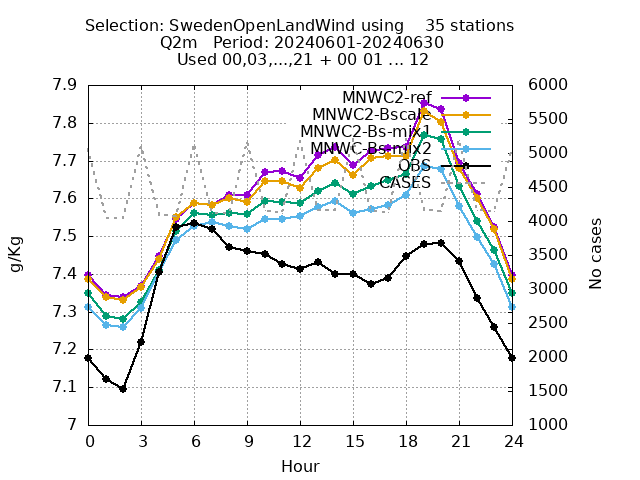 Selection: SwedenOpenLandWind using    35 stations
Q2m   Period: 20240601-20240630
Used 00,03,...,21 + 00 01 ... 12
7.9
7.8
7.7
7.6
7.5
7.4
7.3
7.2
7.1
7
6000
5500
5000
4500
4000
3500
3000
2500
2000
1500
1000
MNWC2-ref
MNWC2-Bscale
MNWC2-Bs-mix1
MNWC-Bs-mix2
OBS
CASES
g/Kg
No cases
0 3 6 9 12 15 18 21 24
Hour